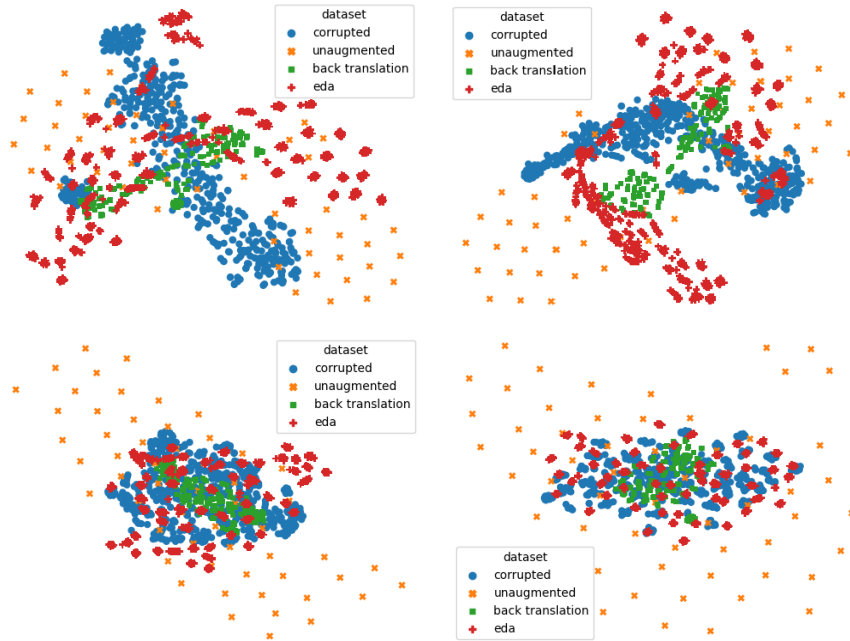 dataset
corrupted
unaugmented
back translation
eda
dataset
corrupted
unaugmented
back translation
eda
dataset
corrupted
unaugmented
back translation
eda
dataset
corrupted
unaugmented
back translation
eda